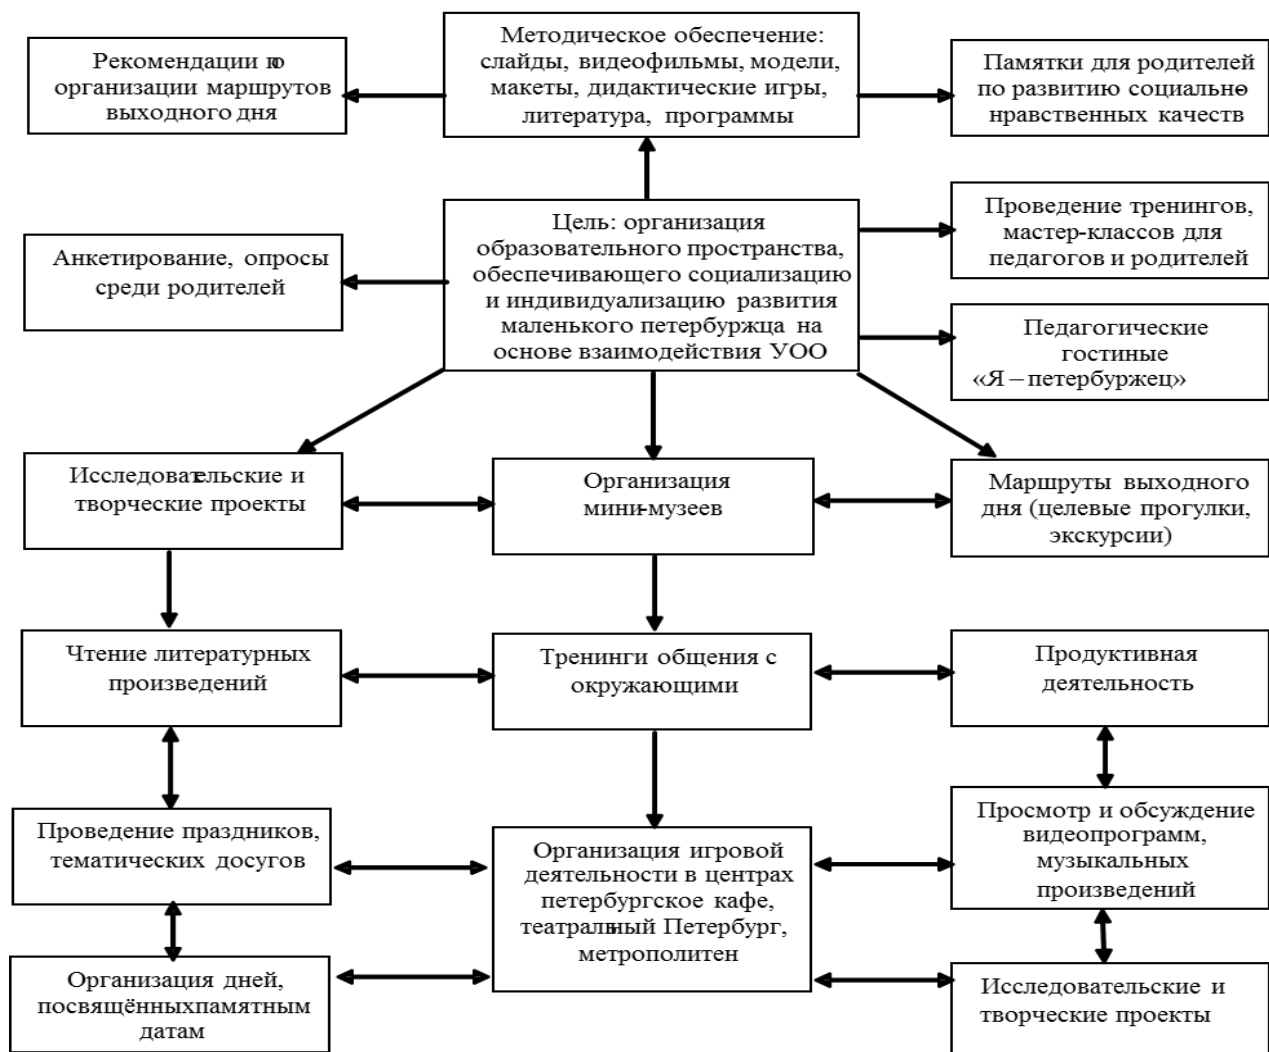 Методическое обеспечение:
слайды, видеофильмы, модели,
макеты, дидактические игры,
литература, программы
Рекомендации по
организации маршрутов
выходного дня
Памятки для родителей
по развитию социально-
нравственных качеств
Цель: организация
образовательного пространства,
обеспечивающего социализацию
и индивидуализацию развития
маленького петербуржца на
основе взаимодействия УОО
Проведение тренингов,
мастер-классов для
педагогов и родителей
Анкетирование, опросы
среди родителей
Педагогические
гостиные
«Я – петербуржец»
Исследовательские и
творческие проекты
Организация
мини-музеев
Маршруты выходного
дня (целевые прогулки,
экскурсии)
Чтение литературных
произведений
Тренинги общения с
окружающими
Продуктивная
деятельность
Проведение праздников,
тематических досугов
Организация игровой
деятельности в центрах
петербургское кафе,
театральный Петербург,
метрополитен
Просмотр и обсуждение
видеопрограмм,
музыкальных
произведений
Организация дней,
посвящённыхпамятным
датам
Исследовательские и
творческие проекты